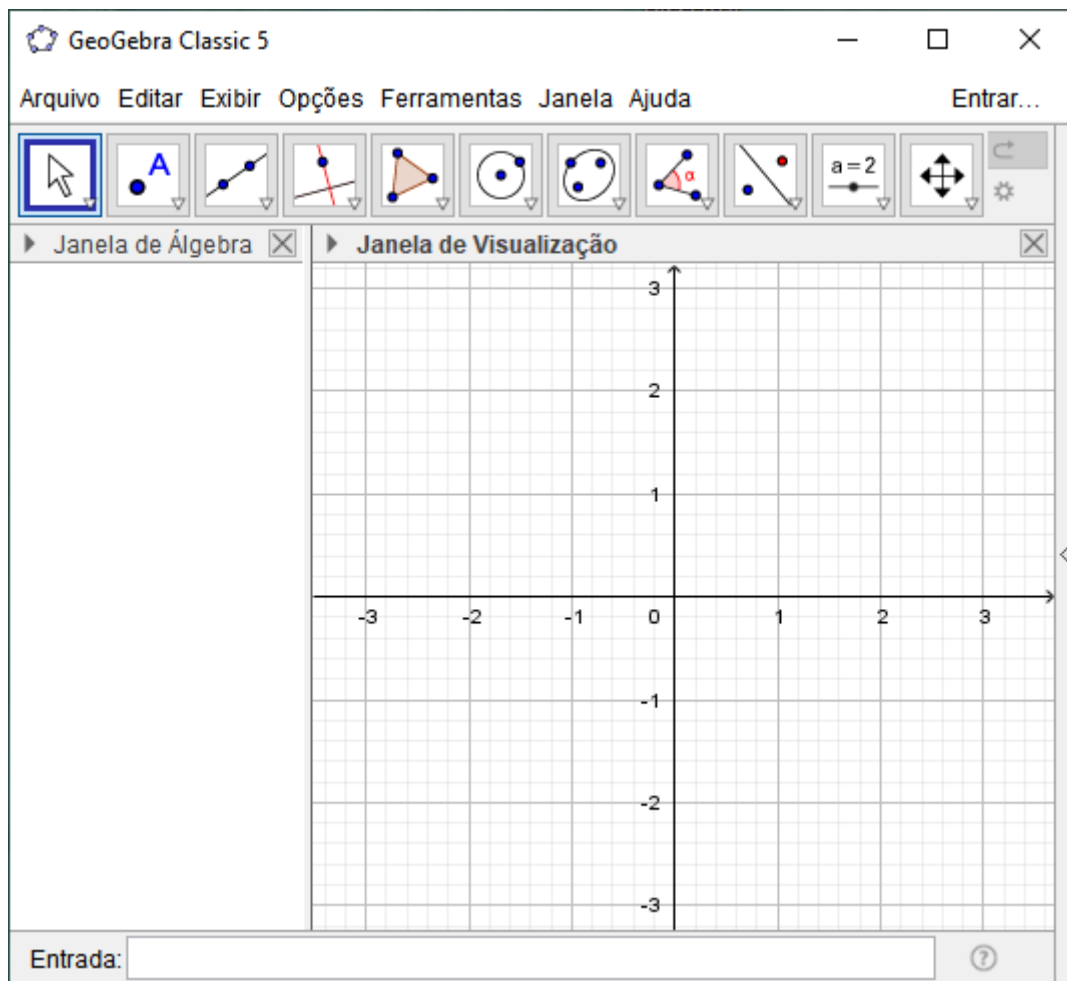 GeoGebra Classic 5
Arquivo Editar Exibir Opções Ferramentas Janela Ajuda Entrar...
A α a=2
Janela de Álgebra Janela de Visualização
3
2
1
-3 -2 -1 0 1 2 3
-1
-2
-3
Entrada: ?